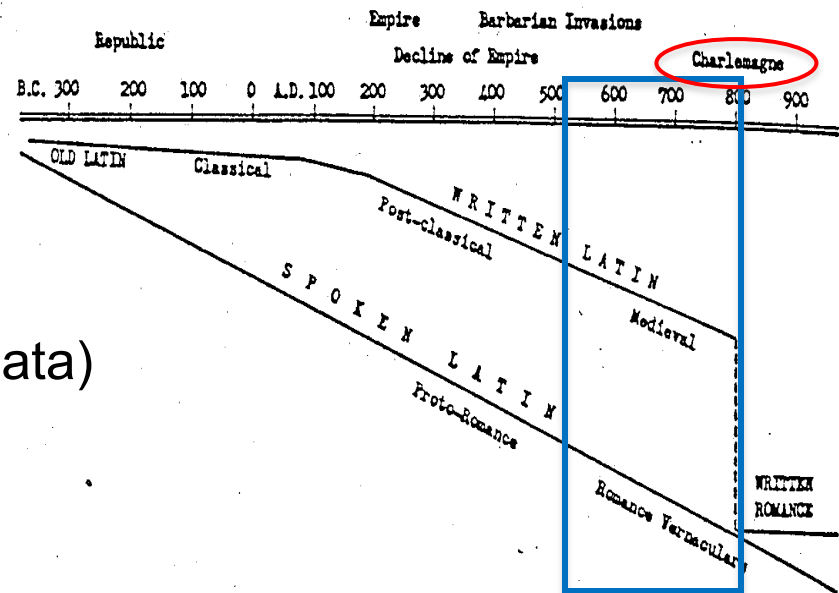 Empire Barbarian Invasions
Republic
Decline of Empire
Charlemagne
B.C. 300 200 100 0 A.D. 100 200 300 400 500 600 700 800 900
OLD LATIN
Classical
WRITTEN LATIN
Post-classical
Medieval
SPOKEN LATIN
Proto-Romance
Romance Vernaculars
ata)
WRITTEN
ROMANCE